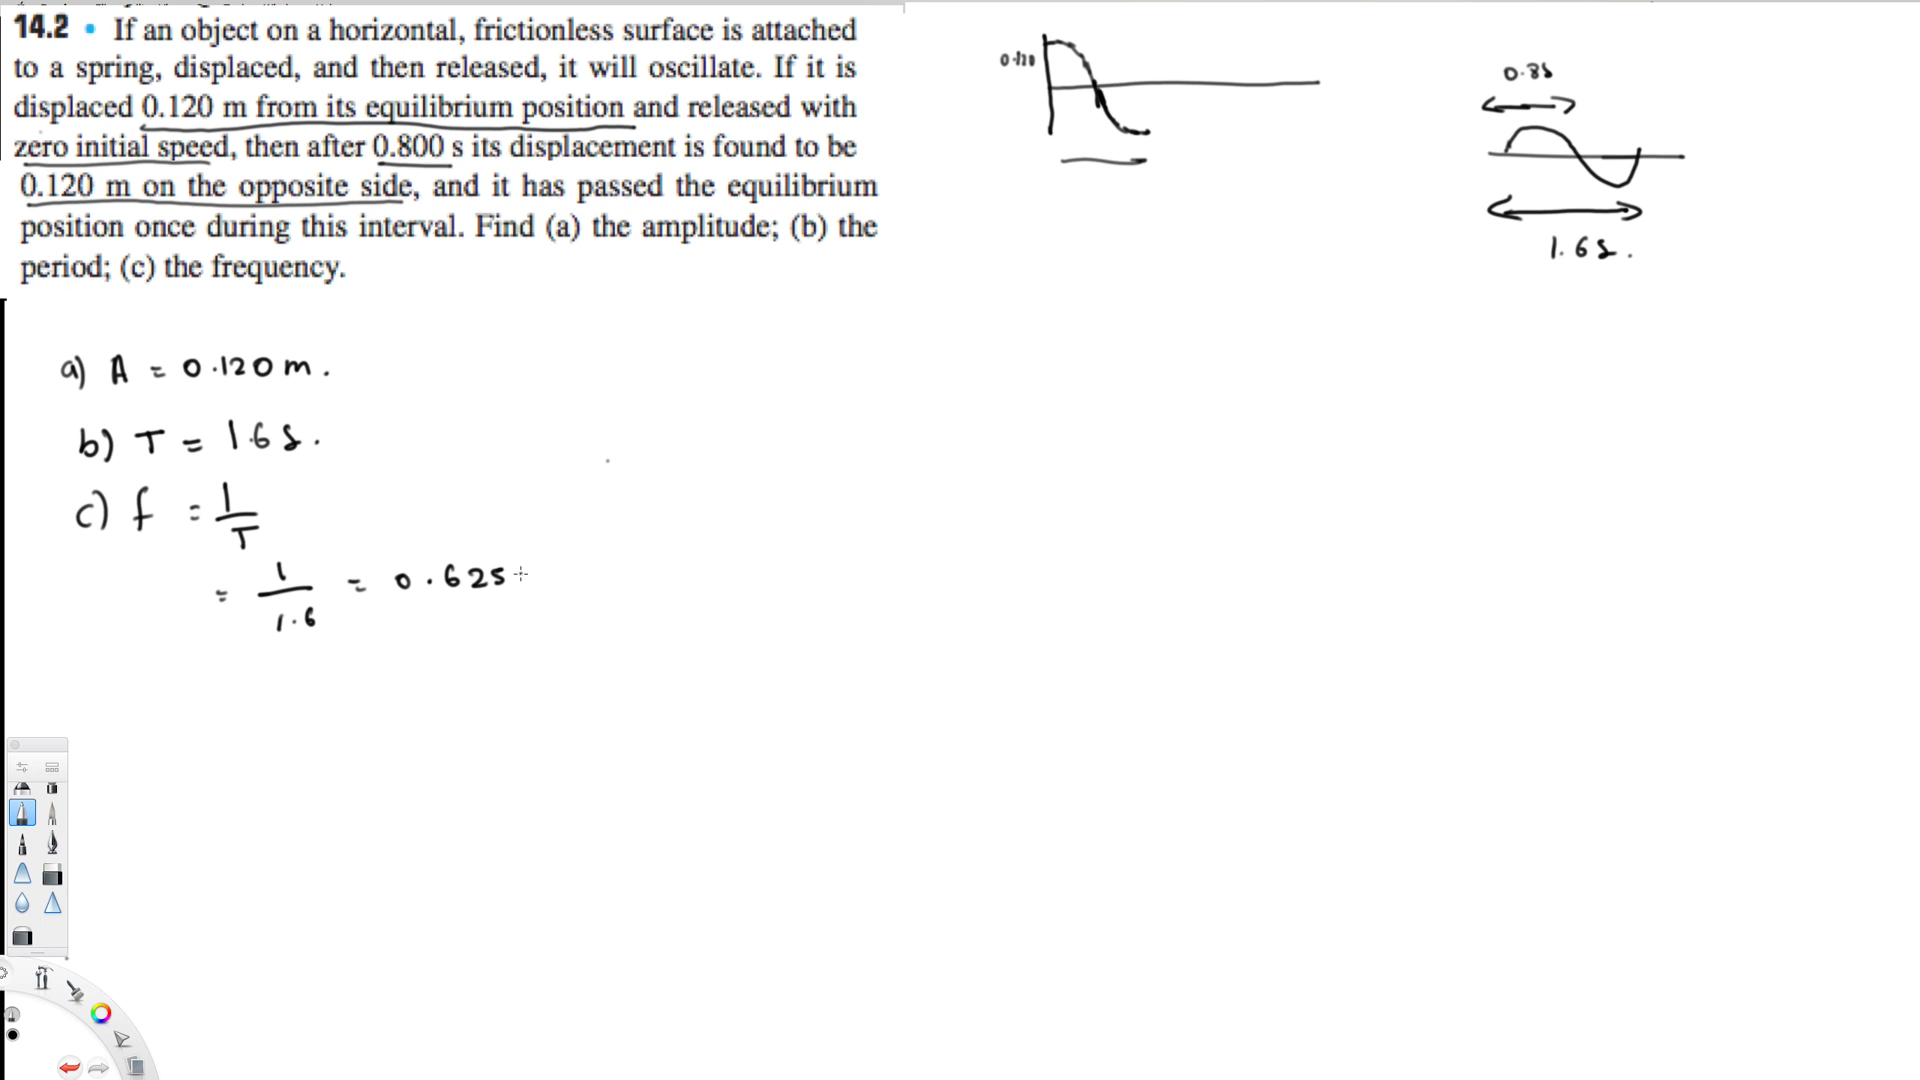 14.2 • If an object on a horizontal, frictionless surface is attached
to a spring, displaced, and then released, it will oscillate. If it is
displaced 0.120 m from its equilibrium position and released with
zero initial speed, then after 0.800 s its displacement is found to be
0.120 m on the opposite side, and it has passed the equilibrium
position once during this interval. Find (a) the amplitude; (b) the
period; (c) the frequency.
0.120
0.8s
1.6s.
a) A = 0.120m.
b) T = 1.6s.
c) f = 1/T
= 1/1.6 = 0.625